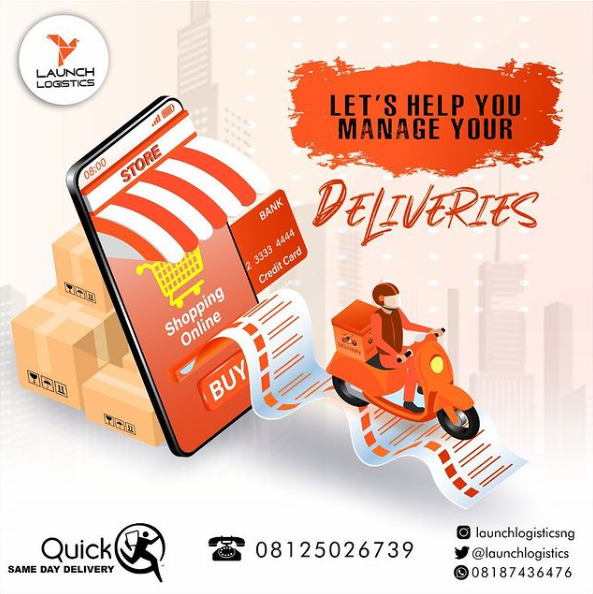 LAUNCH
LOGISTICS
LET'S HELP YOU
MANAGE YOUR
DELIVERIES
08:00
STORE
BANK
2 3333 4444
Credit Card
Shopping
Online
BUY
DELIVERY
Quick
SAME DAY DELIVERY
08125026739
launchlogisticsng
@launchlogistics
08187436476